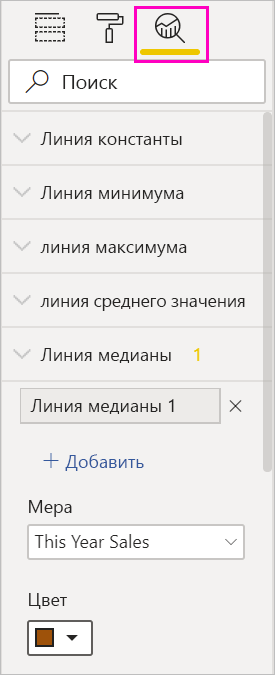 Поиск
Линия константы
Линия минимума
линия максимума
линия среднего значения
Линия медианы 1
Линия медианы 1
+ Добавить
Мера
This Year Sales
Цвет